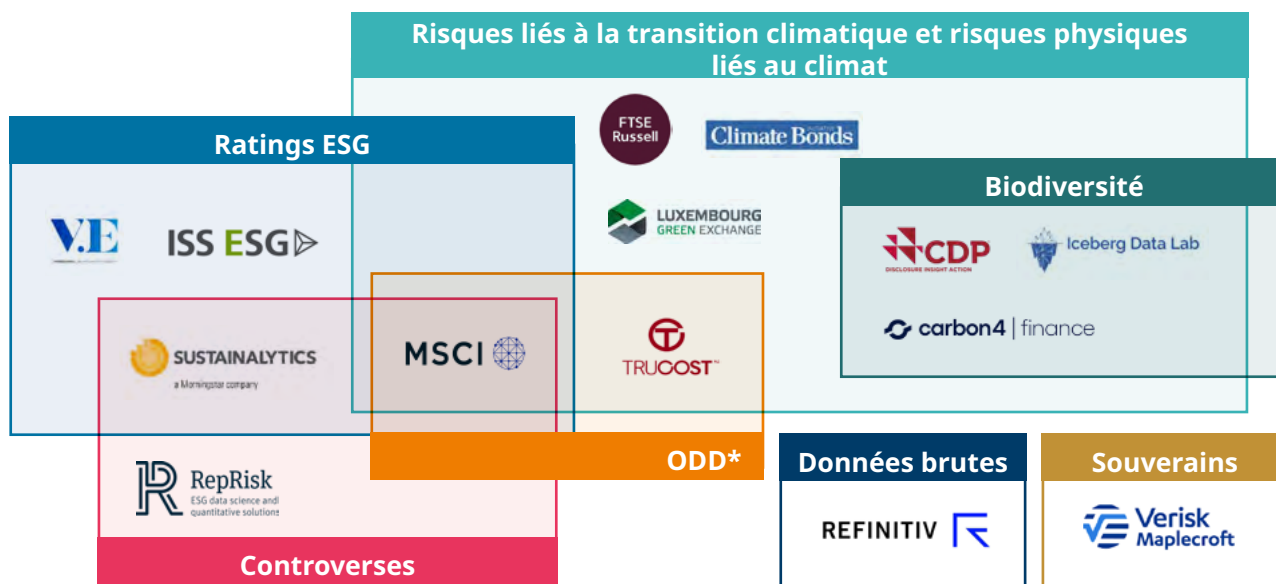 Risques liés à la transition climatique et risques physiques
liés au climat
Ratings ESG
FTSE
Russell
Climate Bonds
Biodiversité
V.E
ISS ESG
LUXEMBOURG
GREEN EXCHANGE
CDP
DISCLOSURE INSIGHT ACTION
Iceberg Data Lab
carbon4 | finance
SUSTAINALYTICS
a Morningstar company
MSCI
TRUCOST™
ODD*
Données brutes
Souverains
RepRisk
ESG data science and
quantitative solutions
REFINITIV
Verisk
Maplecroft
Controverses